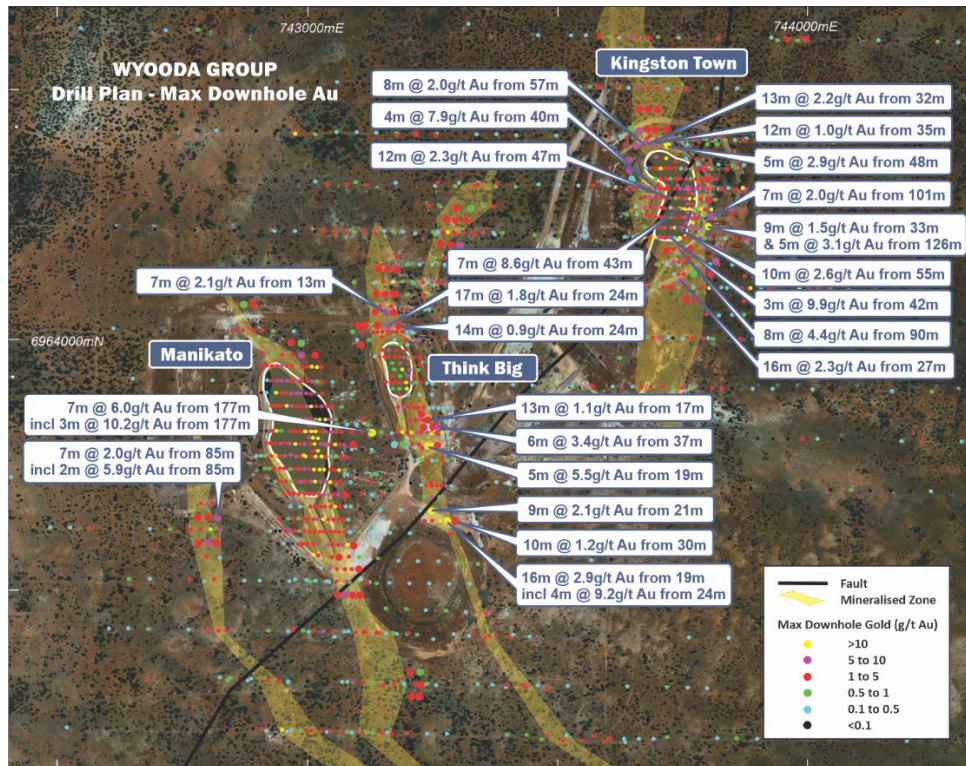 743000mE
744000mE
WYOODA GROUP
Drill Plan - Max Downhole Au
Kingston Town
8m @ 2.0g/t Au from 57m
4m @ 7.9g/t Au from 40m
12m @ 2.3g/t Au from 47m
13m @ 2.2g/t Au from 32m
12m @ 1.0g/t Au from 35m
5m @ 2.9g/t Au from 48m
7m @ 2.0g/t Au from 101m
9m @ 1.5g/t Au from 33m
& 5m @ 3.1g/t Au from 126m
10m @ 2.6g/t Au from 55m
3m @ 9.9g/t Au from 42m
8m @ 4.4g/t Au from 90m
16m @ 2.3g/t Au from 27m
7m @ 8.6g/t Au from 43m
7m @ 2.1g/t Au from 13m
17m @ 1.8g/t Au from 24m
14m @ 0.9g/t Au from 24m
6964000mN
Manikato
Think Big
7m @ 6.0g/t Au from 177m
incl 3m @ 10.2g/t Au from 177m
7m @ 2.0g/t Au from 85m
incl 2m @ 5.9g/t Au from 85m
13m @ 1.1g/t Au from 17m
6m @ 3.4g/t Au from 37m
5m @ 5.5g/t Au from 19m
9m @ 2.1g/t Au from 21m
10m @ 1.2g/t Au from 30m
16m @ 2.9g/t Au from 19m
incl 4m @ 9.2g/t Au from 24m
Fault
Mineralised Zone
Max Downhole Gold (g/t Au)
>10
5 to 10
1 to 5
0.5 to 1
0.1 to 0.5
<0.1